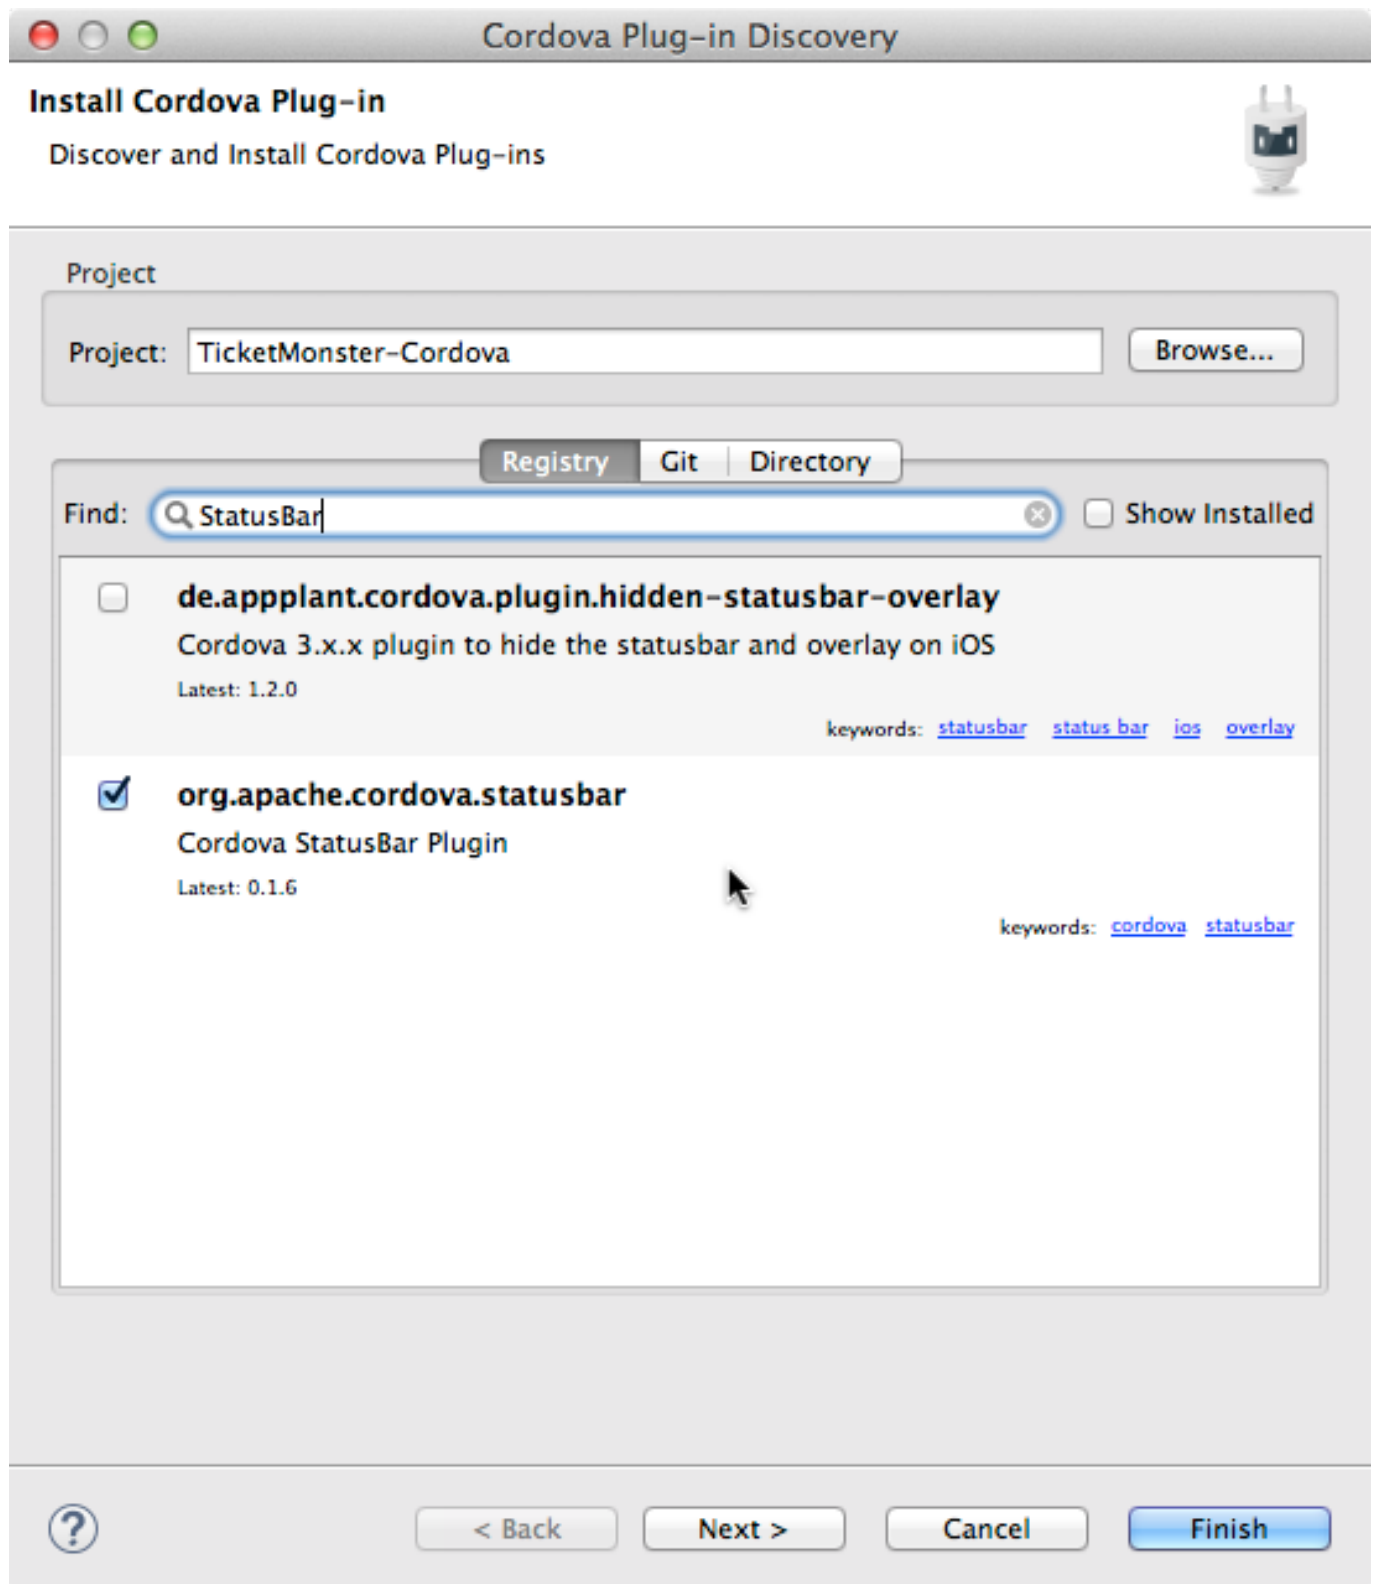 Cordova Plug-in Discovery
Install Cordova Plug-in
Discover and Install Cordova Plug-ins
Project
Project: TicketMonster-Cordova Browse...
Registry Git Directory
Find: StatusBar Show Installed
de.appplant.cordova.plugin.hidden-statusbar-overlay
Cordova 3.x.x plugin to hide the statusbar and overlay on iOS
Latest: 1.2.0
keywords: statusbar status bar ios overlay
org.apache.cordova.statusbar
Cordova StatusBar Plugin
Latest: 0.1.6
keywords: cordova statusbar
? < Back Next > Cancel Finish